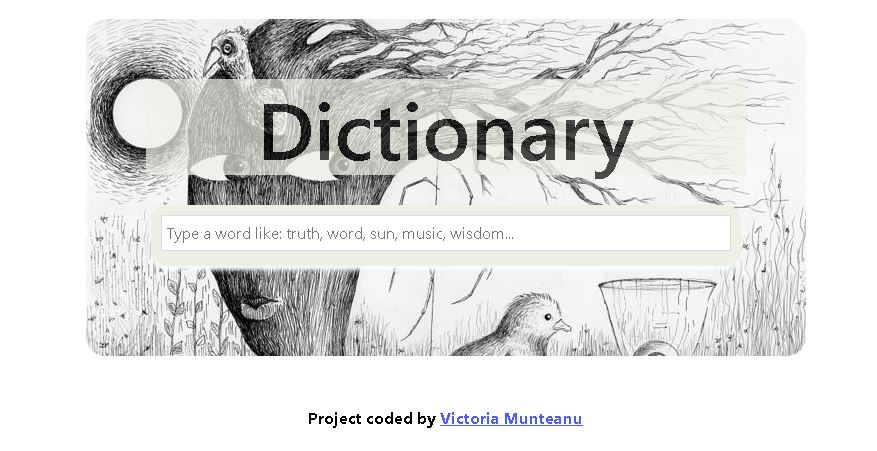 Dictionary
Type a word like: truth, word, sun, music, wisdom...
Project coded by Victoria Munteanu